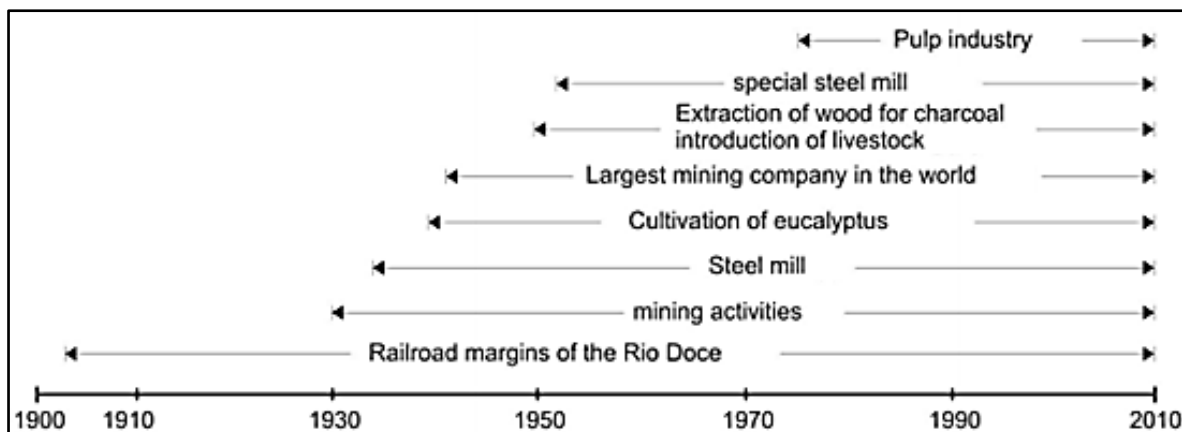 Pulp industry
special steel mill
Extraction of wood for charcoal
introduction of livestock
Largest mining company in the world
Cultivation of eucalyptus
Steel mill
mining activities
Railroad margins of the Rio Doce
1900 1910 1930 1950 1970 1990 2010